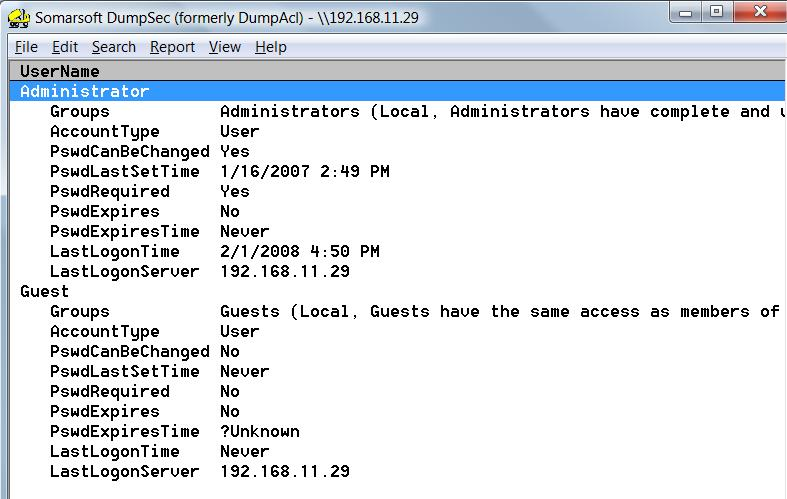 Somarsoft DumpSec (formerly DumpAcl) - \\192.168.11.29
File Edit Search Report View Help
UserName
Administrator
Groups Administrators (Local, Administrators have complete and
AccountType User
PswdCanBeChanged Yes
PswdLastSetTime 1/16/2007 2:49 PM
PswdRequired Yes
PswdExpires No
PswdExpiresTime Never
LastLogonTime 2/1/2008 4:50 PM
LastLogonServer 192.168.11.29
Guest
Groups Guests (Local, Guests have the same access as members of
AccountType User
PswdCanBeChanged No
PswdLastSetTime Never
PswdRequired No
PswdExpires No
PswdExpiresTime ?Unknown
LastLogonTime Never
LastLogonServer 192.168.11.29